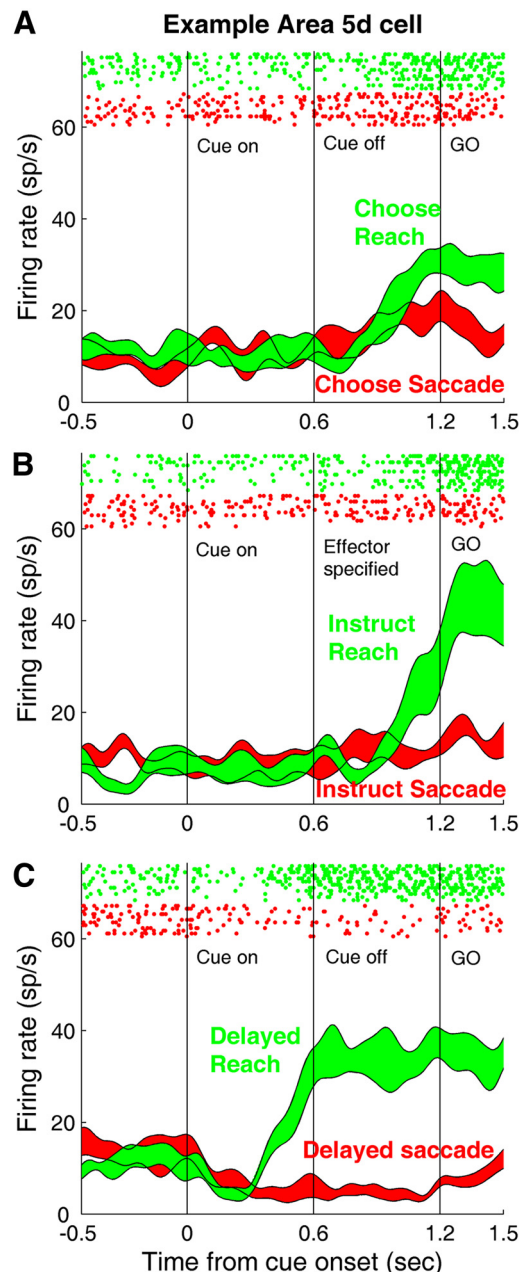 A
Example Area 5d cell
60
Cue on
Cue off
GO
40
Choose
Reach
Firing rate (sp/s)
20
Choose Saccade
0
-0.5
0
0.6
1.2
1.5
B
60
Cue on
Effector
specified
GO
40
Instruct
Reach
Firing rate (sp/s)
20
Instruct Saccade
0
-0.5
0
0.6
1.2
1.5
C
60
Cue on
Cue off
GO
40
Delayed
Reach
Firing rate (sp/s)
20
Delayed saccade
0
-0.5
0
0.6
1.2
1.5
Time from cue onset (sec)